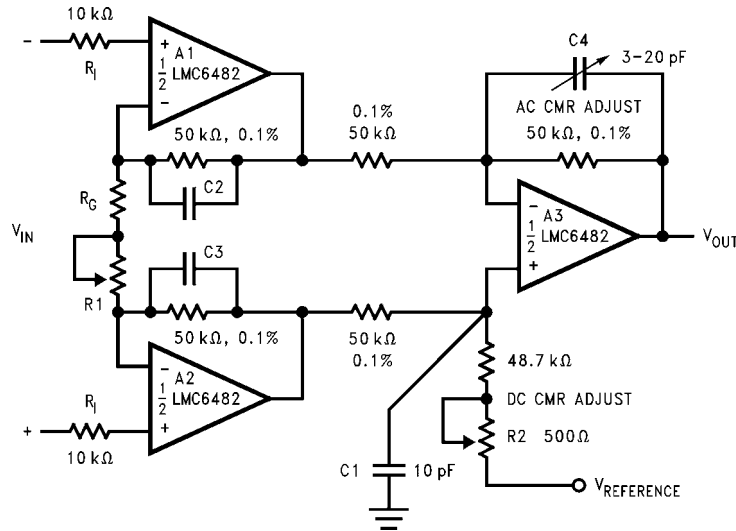 10 kΩ
−
R_I
+
A1
1/2 LMC6482
−
C4
3−20 pF
AC CMR ADJUST
50 kΩ, 0.1%
0.1%
50 kΩ
50 kΩ, 0.1%
C2
R_G
V_IN
R1
C3
50 kΩ, 0.1%
−
A3
1/2 LMC6482
+
V_OUT
50 kΩ
0.1%
−
A2
1/2 LMC6482
+
R_I
+
10 kΩ
48.7 kΩ
DC CMR ADJUST
R2 500Ω
C1
10 pF
V_REFERENCE